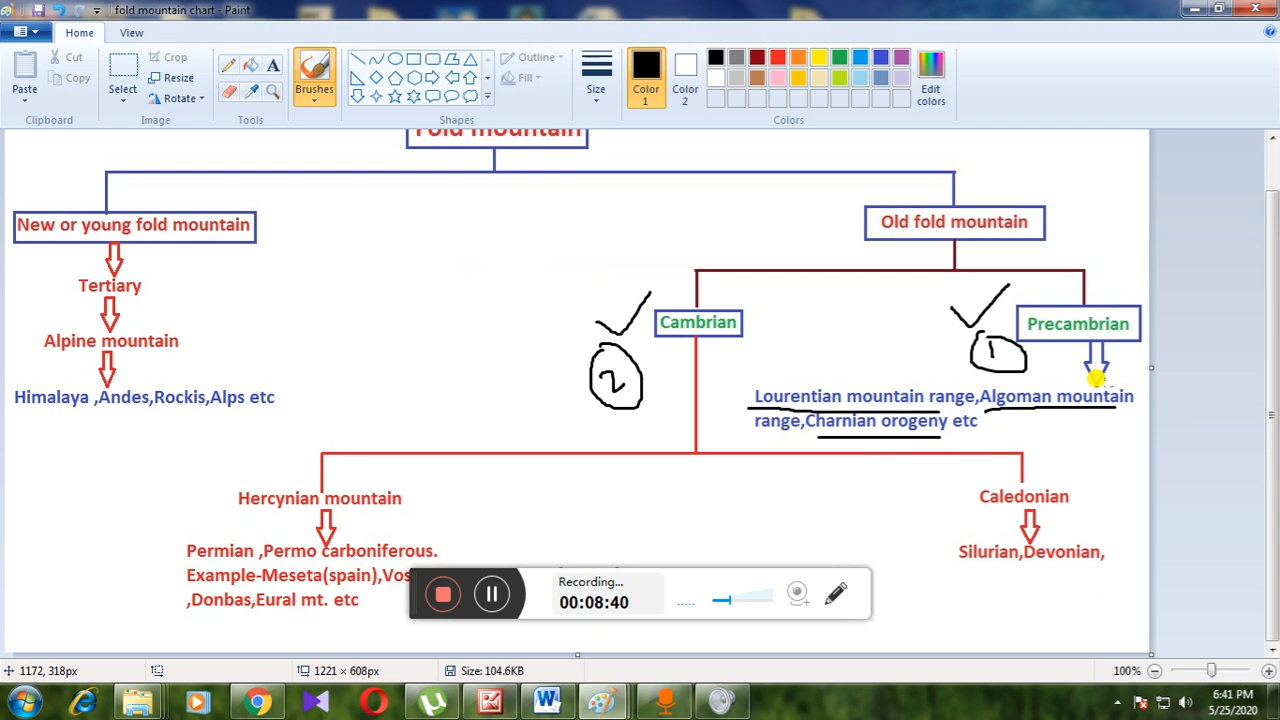 fold mountain chart - Paint
Home
View
Paste
Cut
Copy
Clipboard
Select
Crop
Resize
Rotate
Image
Tools
Brushes
Shapes
Outline
Fill
Size
Color
1
Color
2
Edit
colors
Colors
Fold mountain
New or young fold mountain
Old fold mountain
Tertiary
Alpine mountain
Himalaya ,Andes,Rockis,Alps etc
Cambrian
2
Precambrian
1
Lourentian mountain range,Algoman mountain
range,Charnian orogeny etc
Hercynian mountain
Permian ,Permo carboniferous.
Example-Meseta(spain),Vos
,Donbas,Eural mt. etc
Caledonian
Silurian,Devonian,
Recording...
00:08:40
1172, 318px
1221 × 608px
Size: 104.6KB
100%
6:41 PM
5/25/2020